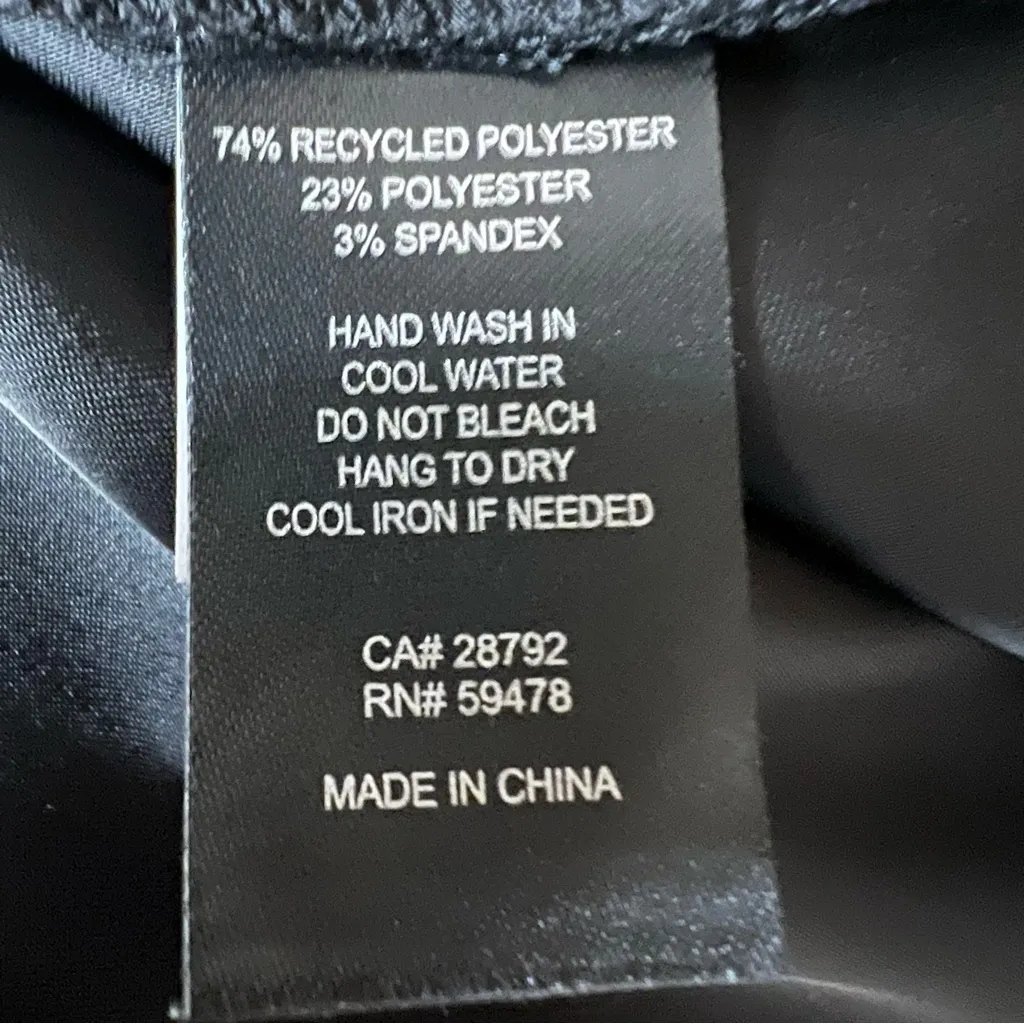 74% RECYCLED POLYESTER
23% POLYESTER
3% SPANDEX
HAND WASH IN
COOL WATER
DO NOT BLEACH
HANG TO DRY
COOL IRON IF NEEDED
CA# 28792
RN# 59478
MADE IN CHINA